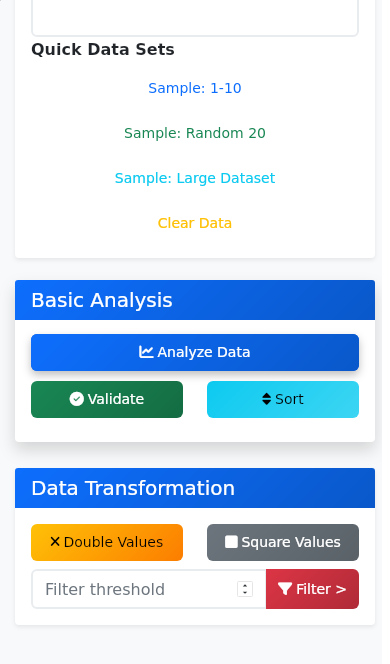 Quick Data Sets
Sample: 1-10
Sample: Random 20
Sample: Large Dataset
Clear Data
Basic Analysis
Analyze Data
Validate
Sort
Data Transformation
Double Values
Square Values
Filter threshold
Filter >